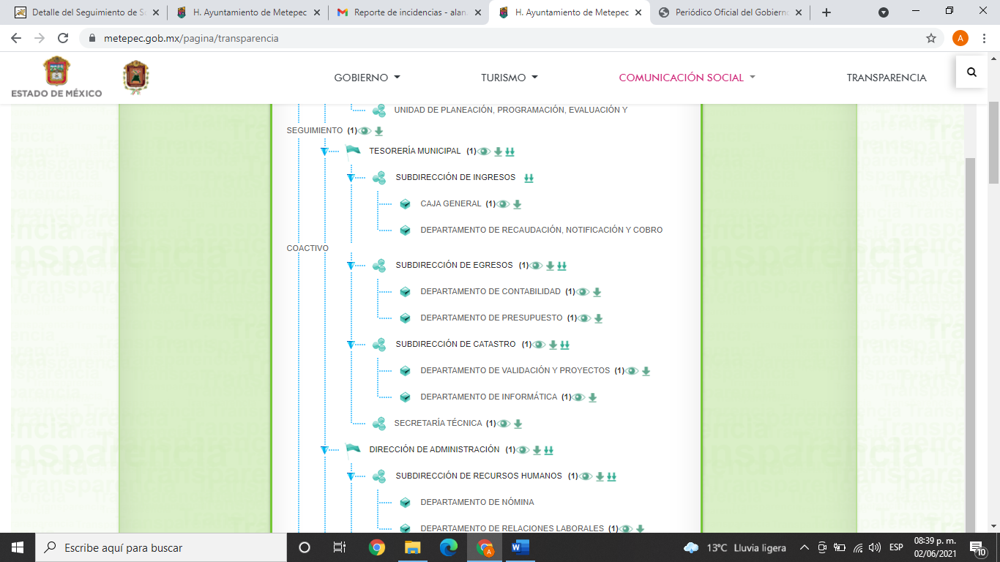 Detalle del Seguimiento de So
H. Ayuntamiento de Metepec
Reporte de incidencias - alan.
H. Ayuntamiento de Metepec
Periódico Oficial del Gobierno
metepec.gob.mx/pagina/transparencia
A
ESTADO DE MÉXICO
GOBIERNO
TURISMO
COMUNICACIÓN SOCIAL
TRANSPARENCIA
UNIDAD DE PLANEACIÓN, PROGRAMACIÓN, EVALUACIÓN Y
SEGUIMIENTO (1)
TESORERÍA MUNICIPAL (1)
SUBDIRECCIÓN DE INGRESOS
CAJA GENERAL (1)
DEPARTAMENTO DE RECAUDACIÓN, NOTIFICACIÓN Y COBRO
COACTIVO
SUBDIRECCIÓN DE EGRESOS (1)
DEPARTAMENTO DE CONTABILIDAD (1)
DEPARTAMENTO DE PRESUPUESTO (1)
SUBDIRECCIÓN DE CATASTRO (1)
DEPARTAMENTO DE VALIDACIÓN Y PROYECTOS (1)
DEPARTAMENTO DE INFORMÁTICA (1)
SECRETARÍA TÉCNICA (1)
DIRECCIÓN DE ADMINISTRACIÓN (1)
SUBDIRECCIÓN DE RECURSOS HUMANOS (1)
DEPARTAMENTO DE NÓMINA
DEPARTAMENTO DE RELACIONES LABORALES (1)
Escribe aquí para buscar
13°C Lluvia ligera
ESP
08:39 p. m.
02/06/2021
10